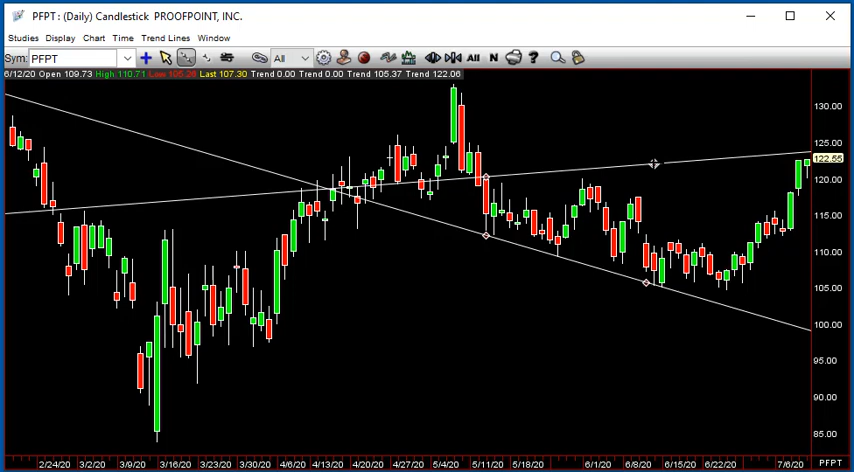 PFPT: (Daily) Candlestick PROOFPOINT, INC.
Studies Display Chart Time Trend Lines Window
Sym: PFPT All All N ?
6/12/20 Open 109.73 High 110.71 Low 105.26 Last 107.30 Trend 0.00 Trend 0.00 Trend 105.37 Trend 122.06
130.00
125.00
122.55
120.00
115.00
110.00
105.00
100.00
95.00
90.00
85.00
2/24/20 3/2/20 3/9/20 3/16/20 3/23/20 3/30/20 4/6/20 4/13/20 4/20/20 4/27/20 5/4/20 5/11/20 5/18/20 6/1/20 6/8/20 6/15/20 6/22/20 7/6/20 PFPT